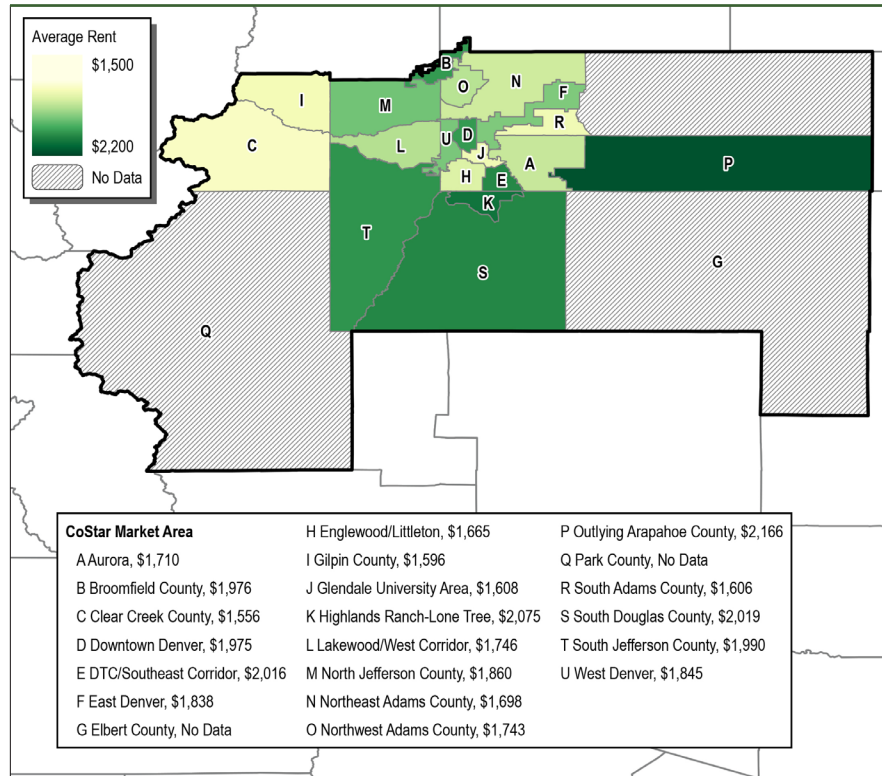 Average Rent
$1,500
$2,200
No Data
B
O
N
F
I
M
R
C
L
U
D
J
A
P
H
E
K
T
S
G
Q
CoStar Market Area
A Aurora, $1,710
B Broomfield County, $1,976
C Clear Creek County, $1,556
D Downtown Denver, $1,975
E DTC/Southeast Corridor, $2,016
F East Denver, $1,838
G Elbert County, No Data
H Englewood/Littleton, $1,665
I Gilpin County, $1,596
J Glendale University Area, $1,608
K Highlands Ranch-Lone Tree, $2,075
L Lakewood/West Corridor, $1,746
M North Jefferson County, $1,860
N Northeast Adams County, $1,698
O Northwest Adams County, $1,743
P Outlying Arapahoe County, $2,166
Q Park County, No Data
R South Adams County, $1,606
S South Douglas County, $2,019
T South Jefferson County, $1,990
U West Denver, $1,845